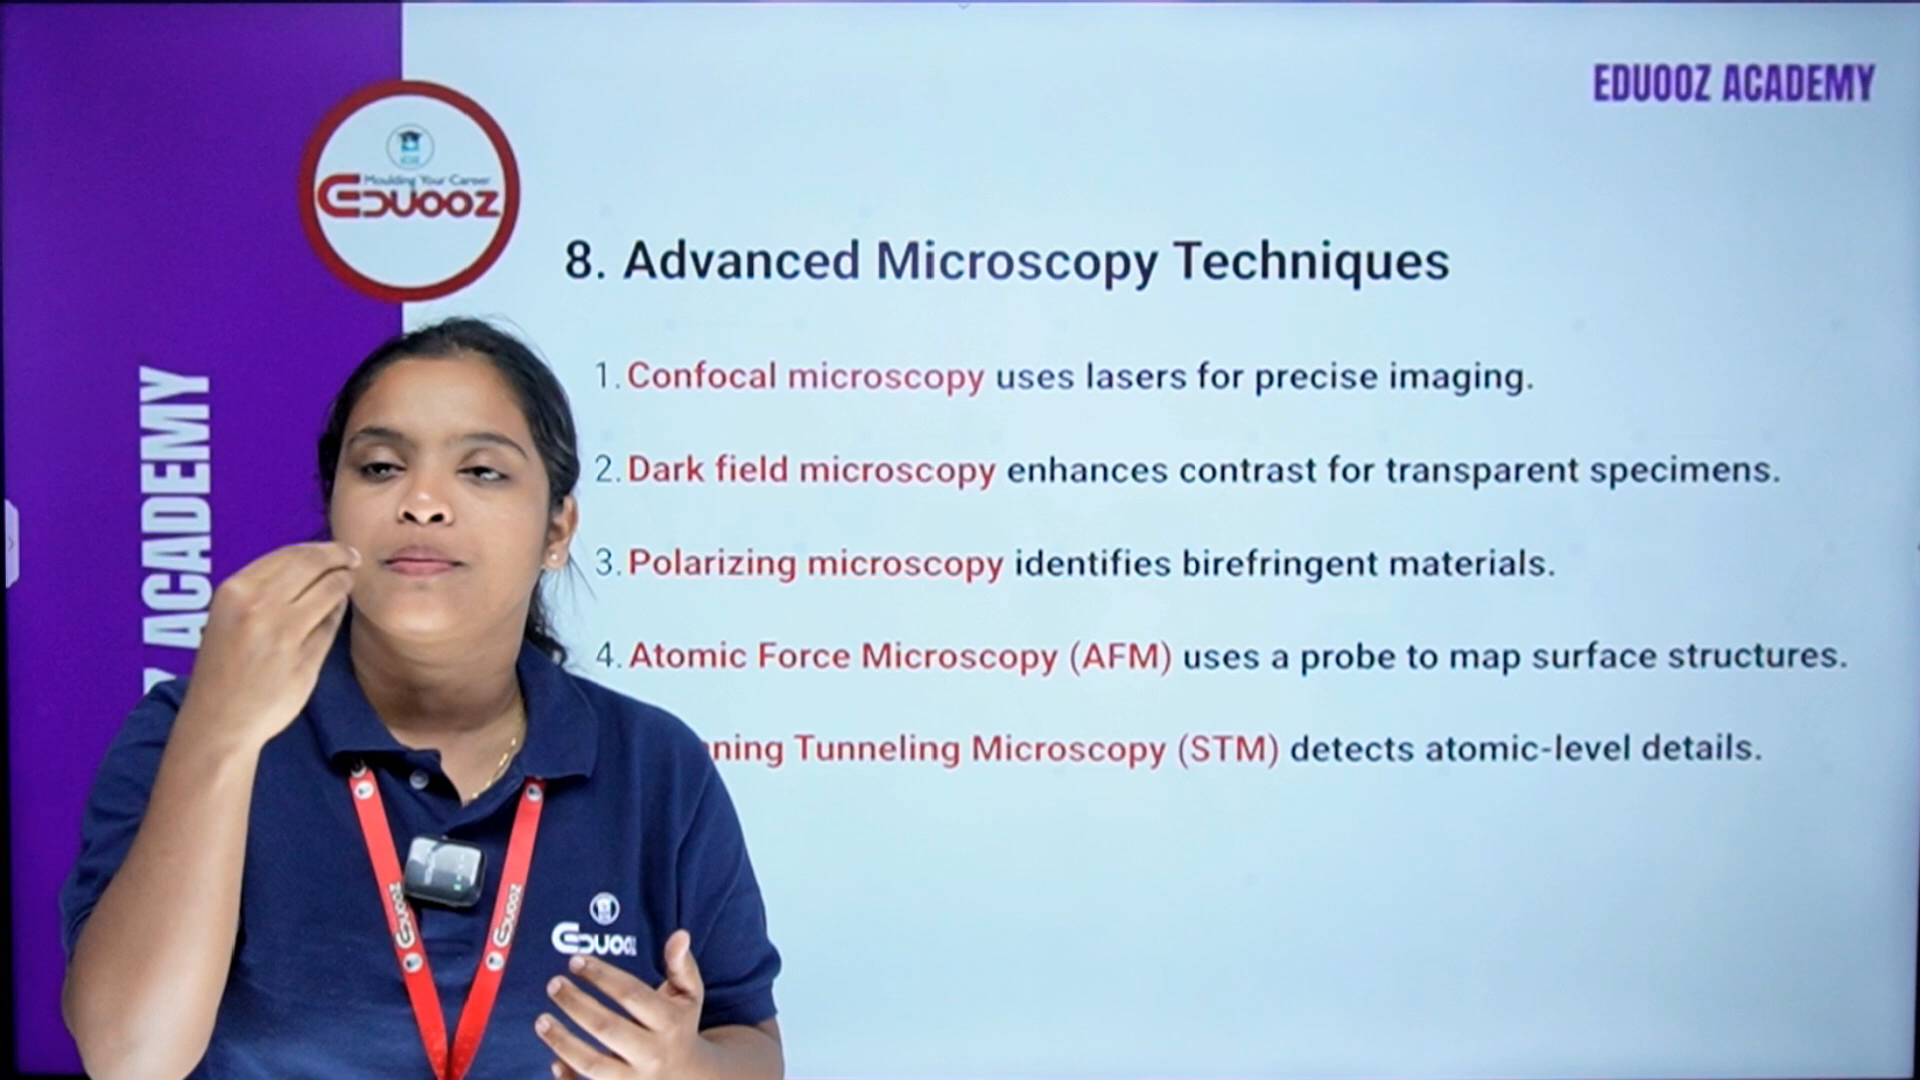 EDUOOZ ACADEMY
Moulding Your Career
EDUOOZ
8. Advanced Microscopy Techniques
1. Confocal microscopy uses lasers for precise imaging.
2. Dark field microscopy enhances contrast for transparent specimens.
3. Polarizing microscopy identifies birefringent materials.
4. Atomic Force Microscopy (AFM) uses a probe to map surface structures.
Tunneling Microscopy (STM) detects atomic-level details.
ACADEMY
EDUOOZ
EDUOOZ
EDUOOZ